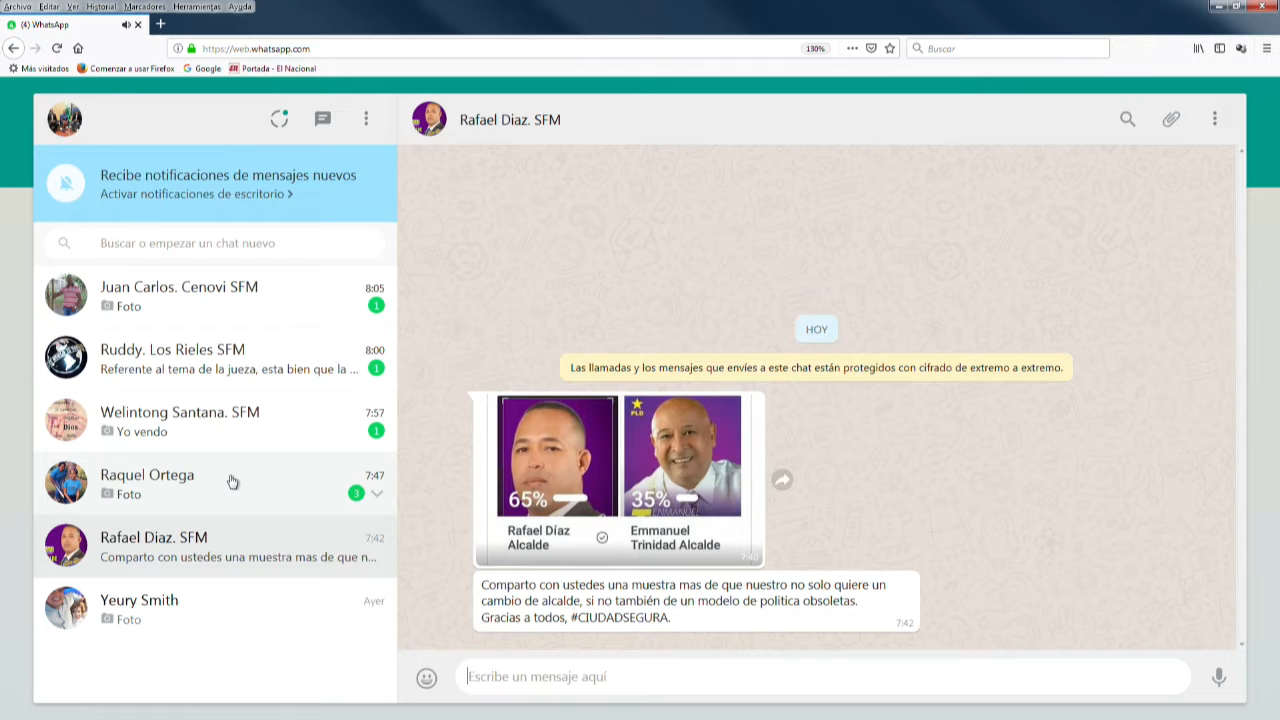 Archivo Editar Ver Historial Marcadores Herramientas Ayuda
(4) WhatsApp
https://web.whatsapp.com
130%
Buscar
Más visitados Comenzar a usar Firefox Google Portada - El Nacional
Rafael Diaz. SFM
Recibe notificaciones de mensajes nuevos
Activar notificaciones de escritorio >
Buscar o empezar un chat nuevo
Juan Carlos. Cenovi SFM 8:05
Foto 1
Ruddy. Los Rieles SFM 8:00
Referente al tema de la jueza, esta bien que la ... 1
Welintong Santana. SFM 7:57
Yo vendo 1
Raquel Ortega 7:47
Foto 3
Rafael Diaz. SFM 7:42
Comparto con ustedes una muestra mas de que n...
Yeury Smith Ayer
Foto
HOY
Las llamadas y los mensajes que envíes a este chat están protegidos con cifrado de extremo a extremo.
PLD
65% 35%
Rafael Díaz Emmanuel
Alcalde Trinidad Alcalde
7:40
Comparto con ustedes una muestra mas de que nuestro no solo quiere un
cambio de alcalde, si no también de un modelo de politica obsoletas.
Gracias a todos, #CIUDADSEGURA.
7:42
Escribe un mensaje aquí